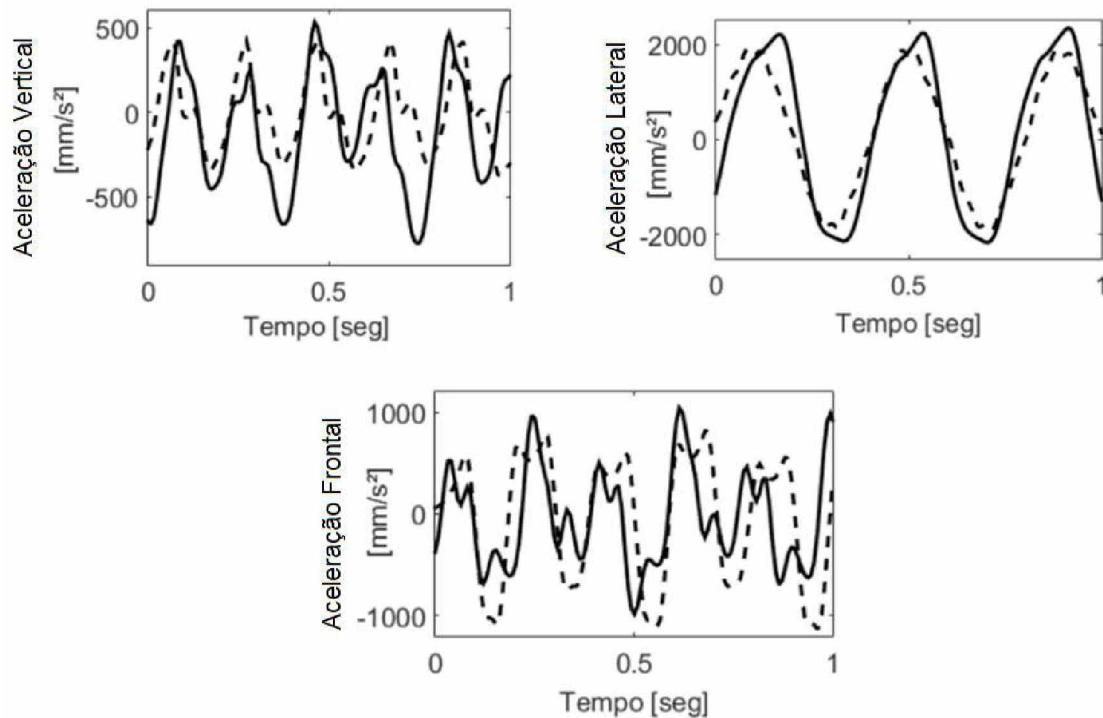 Aceleração Vertical
[mm/s²]
500
0
-500
0
0.5
1
Tempo [seg]
Aceleração Lateral
[mm/s²]
2000
0
-2000
0
0.5
1
Tempo [seg]
Aceleração Frontal
[mm/s²]
1000
0
-1000
0
0.5
1
Tempo [seg]